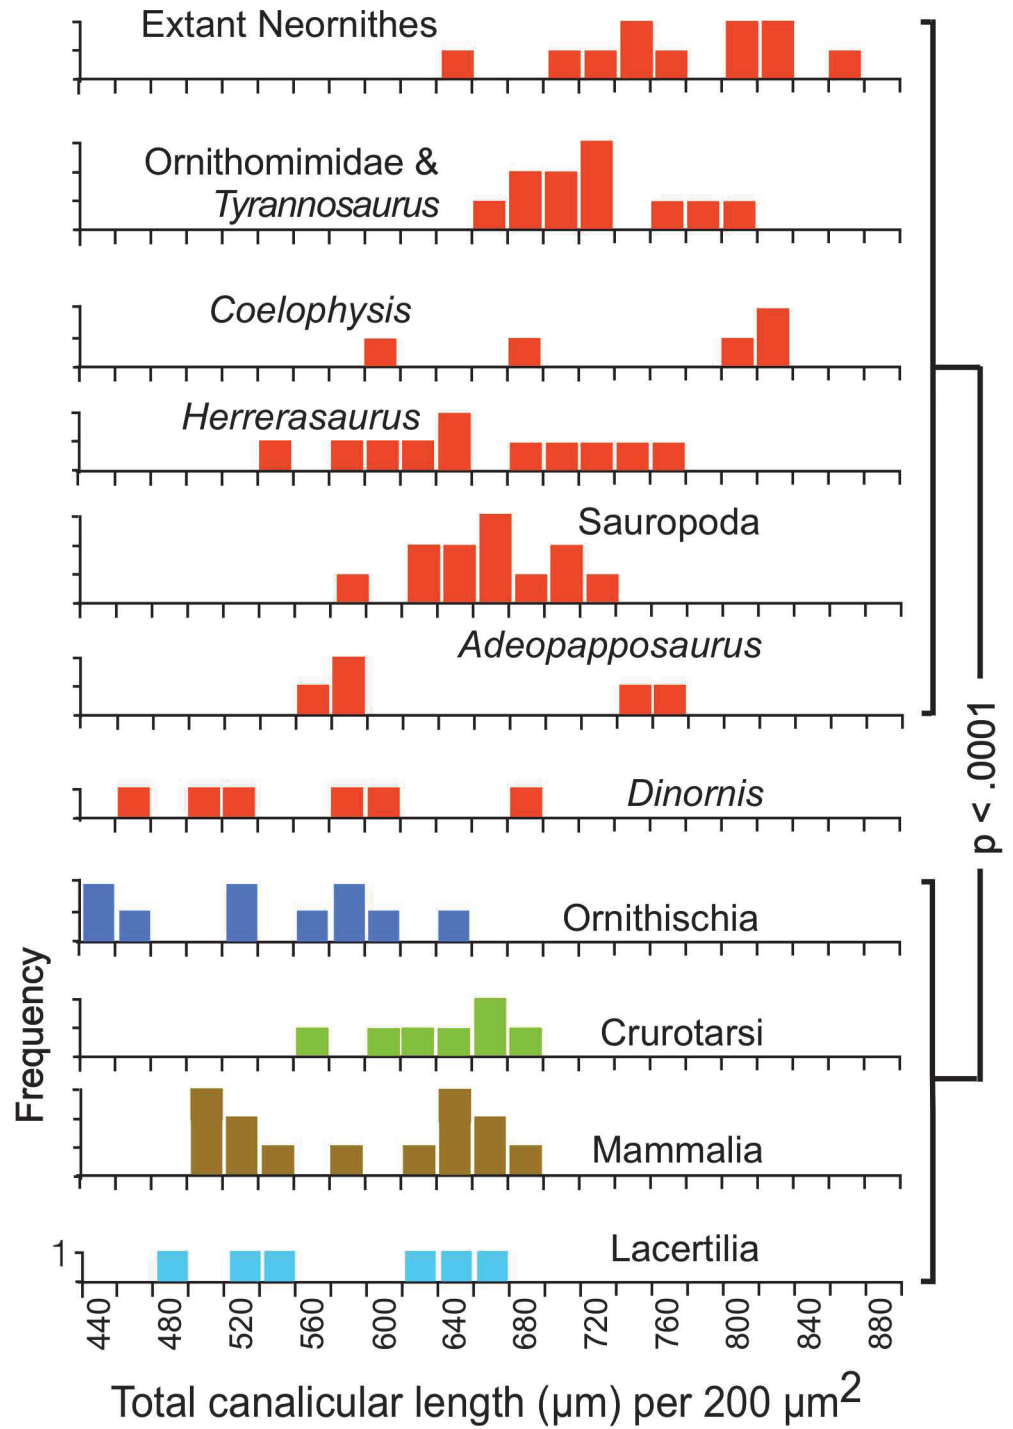 Extant Neornithes
Ornithomimidae &
Tyrannosaurus
Coelophysis
Herrerasaurus
Sauropoda
Adeopapposaurus
Dinornis
Ornithischia
Crurotarsi
Mammalia
Lacertilia
p < .0001
Frequency
1
440 480 520 560 600 640 680 720 760 800 840 880
Total canalicular length (µm) per 200 µm2